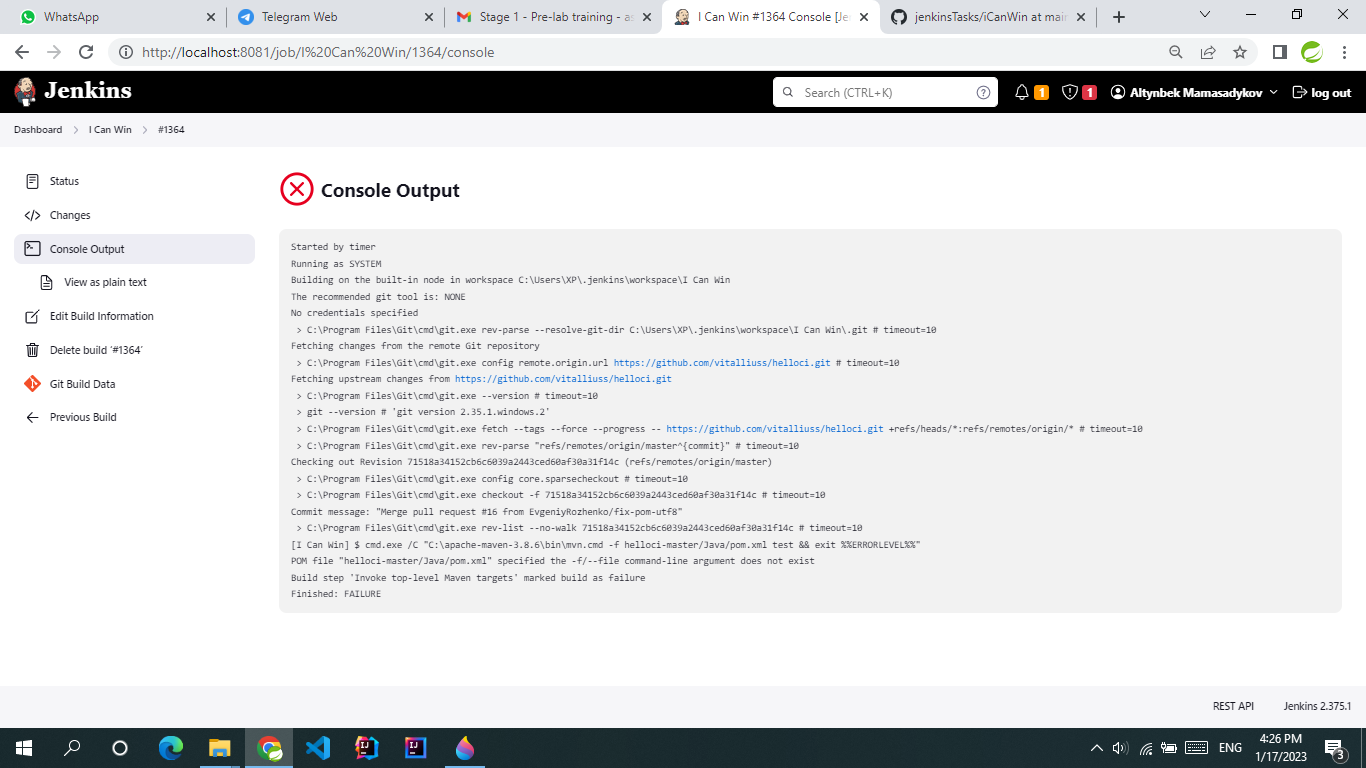 WhatsApp
Telegram Web
Stage 1 - Pre-lab training - as
I Can Win #1364 Console [Je
jenkinsTasks/iCanWin at mai
http://localhost:8081/job/I%20Can%20Win/1364/console
Jenkins
Search (CTRL+K)
1
1
Altynbek Mamasadykov
log out
Dashboard
I Can Win
#1364
Status
Changes
Console Output
View as plain text
Edit Build Information
Delete build ‘#1364’
Git Build Data
Previous Build
Console Output
Started by timer
Running as SYSTEM
Building on the built-in node in workspace C:\Users\XP\.jenkins\workspace\I Can Win
The recommended git tool is: NONE
No credentials specified
> C:\Program Files\Git\cmd\git.exe rev-parse --resolve-git-dir C:\Users\XP\.jenkins\workspace\I Can Win\.git # timeout=10
Fetching changes from the remote Git repository
> C:\Program Files\Git\cmd\git.exe config remote.origin.url https://github.com/vitalliuss/helloci.git # timeout=10
Fetching upstream changes from https://github.com/vitalliuss/helloci.git
> C:\Program Files\Git\cmd\git.exe --version # timeout=10
> git --version # 'git version 2.35.1.windows.2'
> C:\Program Files\Git\cmd\git.exe fetch --tags --force --progress -- https://github.com/vitalliuss/helloci.git +refs/heads/*:refs/remotes/origin/* # timeout=10
> C:\Program Files\Git\cmd\git.exe rev-parse "refs/remotes/origin/master^{commit}" # timeout=10
Checking out Revision 71518a34152cb6c6039a2443ced60af30a31f14c (refs/remotes/origin/master)
> C:\Program Files\Git\cmd\git.exe config core.sparsecheckout # timeout=10
> C:\Program Files\Git\cmd\git.exe checkout -f 71518a34152cb6c6039a2443ced60af30a31f14c # timeout=10
Commit message: "Merge pull request #16 from EvgeniyRozhenko/fix-pom-utf8"
> C:\Program Files\Git\cmd\git.exe rev-list --no-walk 71518a34152cb6c6039a2443ced60af30a31f14c # timeout=10
[I Can Win] $ cmd.exe /C "C:\apache-maven-3.8.6\bin\mvn.cmd -f helloci-master/Java/pom.xml test && exit %%ERRORLEVEL%%"
POM file "helloci-master/Java/pom.xml" specified the -f/--file command-line argument does not exist
Build step 'Invoke top-level Maven targets' marked build as failure
Finished: FAILURE
REST API
Jenkins 2.375.1
ENG
4:26 PM
1/17/2023
3